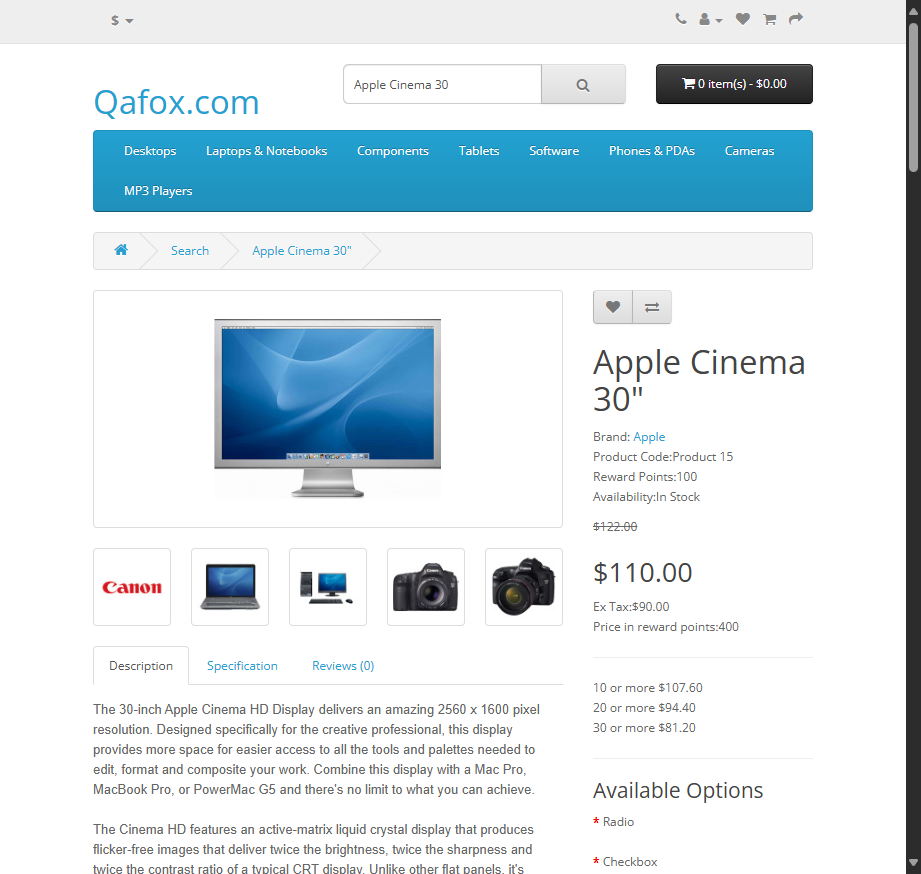 $
Apple Cinema 30
0 item(s) - $0.00
Qafox.com
Desktops
Laptops & Notebooks
Components
Tablets
Software
Phones & PDAs
Cameras
MP3 Players
Search
Apple Cinema 30"
Apple Cinema
30"
Brand: Apple
Product Code:Product 15
Reward Points:100
Availability:In Stock
$122.00
$110.00
Ex Tax:$90.00
Price in reward points:400
10 or more $107.60
20 or more $94.40
30 or more $81.20
Available Options
* Radio
* Checkbox
Canon
Description
Specification
Reviews (0)
The 30-inch Apple Cinema HD Display delivers an amazing 2560 x 1600 pixel
resolution. Designed specifically for the creative professional, this display
provides more space for easier access to all the tools and palettes needed to
edit, format and composite your work. Combine this display with a Mac Pro,
MacBook Pro, or PowerMac G5 and there's no limit to what you can achieve.
The Cinema HD features an active-matrix liquid crystal display that produces
flicker-free images that deliver twice the brightness, twice the sharpness and
twice the contrast ratio of a typical CRT display. Unlike other flat panels, it's